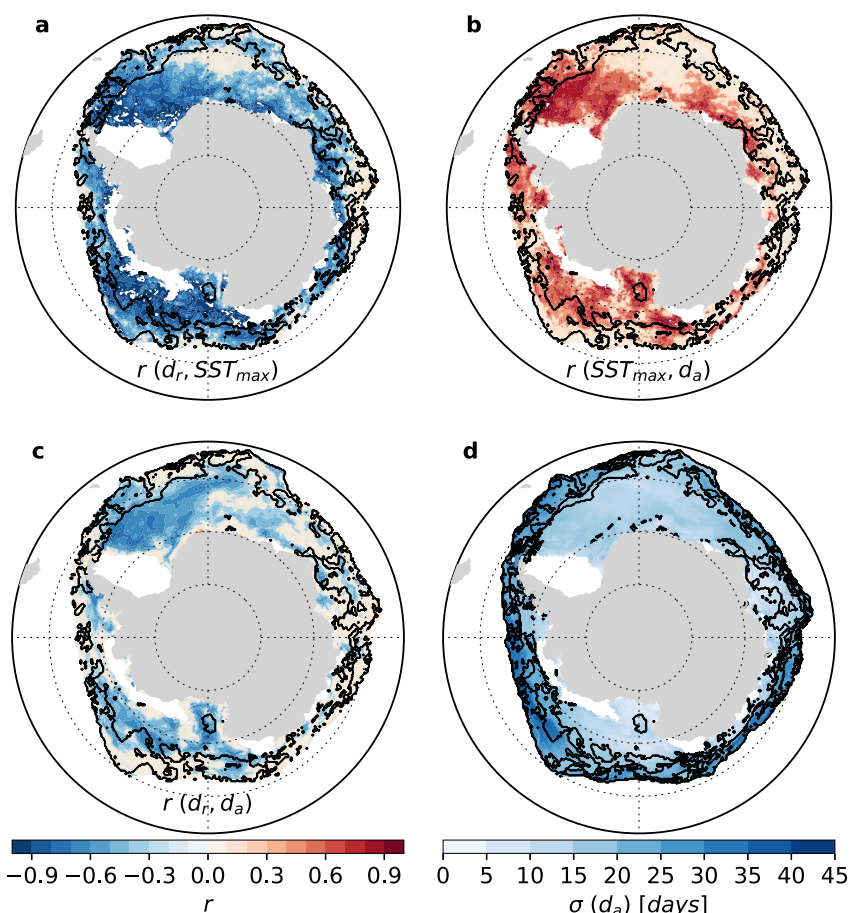 a b
r (d_r, SST_max) r (SST_max, d_a)
c d
r (d_r, d_a)
−0.9 −0.6 −0.3 0.0 0.3 0.6 0.9
r
0 5 10 15 20 25 30 35 40 45
σ (d_a) [days]